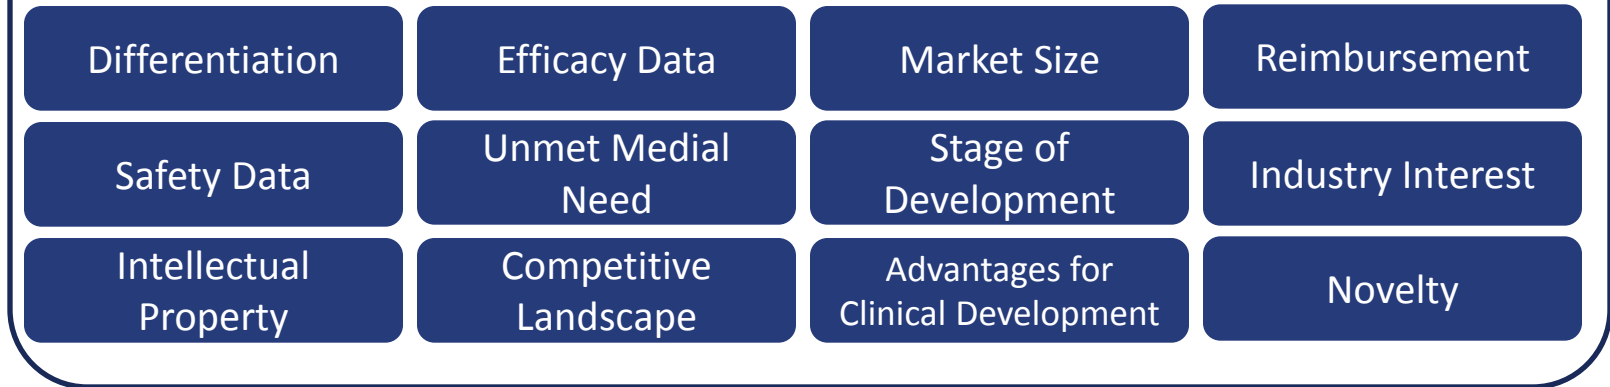 Differentiation
Efficacy Data
Market Size
Reimbursement
Safety Data
Unmet Medial
Need
Stage of
Development
Industry Interest
Intellectual
Property
Competitive
Landscape
Advantages for
Clinical Development
Novelty